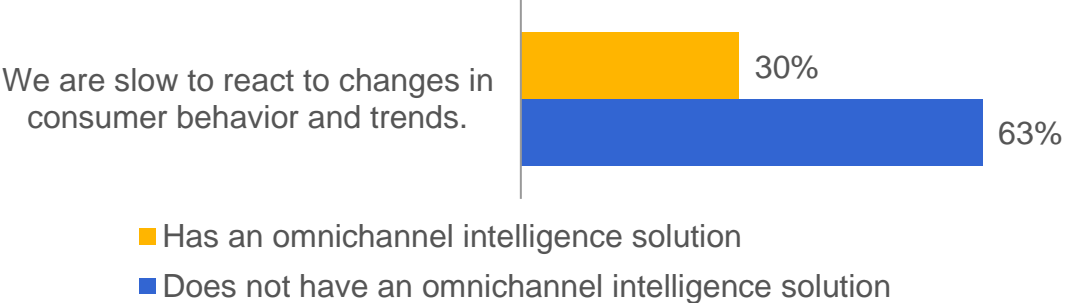 30%
We are slow to react to changes in
consumer behavior and trends.
63%
Has an omnichannel intelligence solution
Does not have an omnichannel intelligence solution